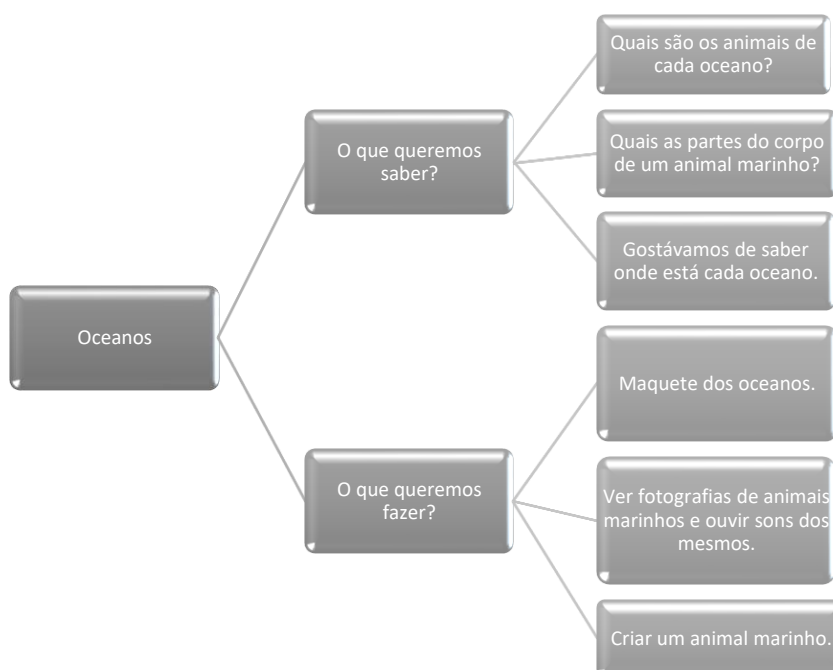 Oceanos
O que queremos
saber?
Quais são os animais de
cada oceano?
Quais as partes do corpo
de um animal marinho?
Gostávamos de saber
onde está cada oceano.
O que queremos
fazer?
Maquete dos oceanos.
Ver fotografias de animais
marinhos e ouvir sons dos
mesmos.
Criar um animal marinho.